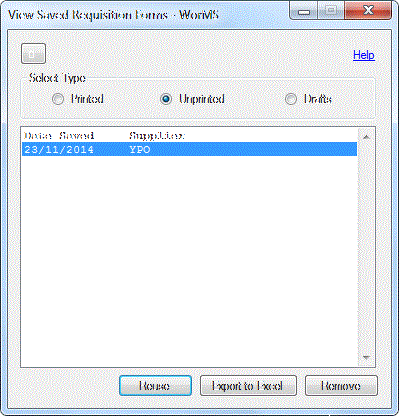 View Saved Requisition Forms - WorMS
Help
Select Type
Printed Unprinted Drafts
Date Saved Supplier
23/11/2014 YPO
Reuse Export to Excel Remove